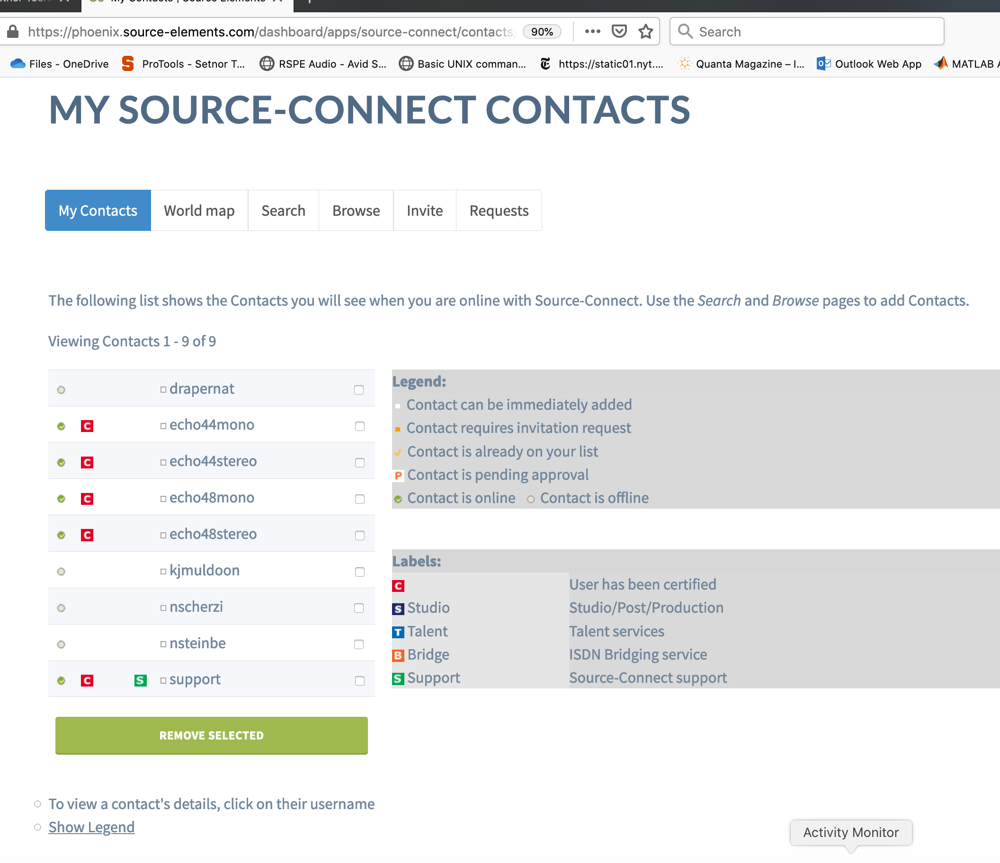 My Contacts | Source Elements
https://phoenix.source-elements.com/dashboard/apps/source-connect/contacts/ 90% Search
Files - OneDrive ProTools - Setnor T... RSPE Audio - Avid S... Basic UNIX comman... https://static01.nyt.... Quanta Magazine – I... Outlook Web App MATLAB
MY SOURCE-CONNECT CONTACTS
My Contacts World map Search Browse Invite Requests
The following list shows the Contacts you will see when you are online with Source-Connect. Use the Search and Browse pages to add Contacts.
Viewing Contacts 1 - 9 of 9
drapernat
C echo44mono
C echo44stereo
C echo48mono
C echo48stereo
kjmuldoon
nscherzi
nsteinbe
C S support
REMOVE SELECTED
Legend:
Contact can be immediately added
Contact requires invitation request
Contact is already on your list
P Contact is pending approval
Contact is online Contact is offline
Labels:
C User has been certified
S Studio Studio/Post/Production
T Talent Talent services
B Bridge ISDN Bridging service
S Support Source-Connect support
To view a contact's details, click on their username
Show Legend
Activity Monitor